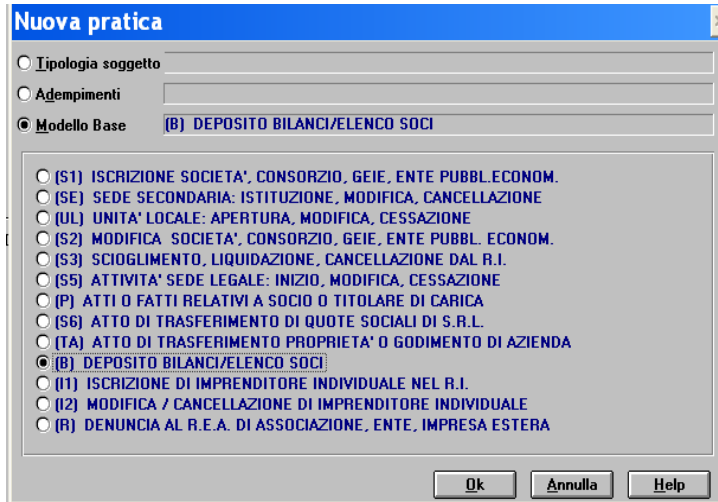 Nuova pratica
Tipologia soggetto
Adempimenti
Modello Base (B) DEPOSITO BILANCI/ELENCO SOCI
(S1) ISCRIZIONE SOCIETA', CONSORZIO, GEIE, ENTE PUBBL.ECONOM.
(SE) SEDE SECONDARIA: ISTITUZIONE, MODIFICA, CANCELLAZIONE
(UL) UNITA' LOCALE: APERTURA, MODIFICA, CESSAZIONE
(S2) MODIFICA SOCIETA', CONSORZIO, GEIE, ENTE PUBBL. ECONOM.
(S3) SCIOGLIMENTO, LIQUIDAZIONE, CANCELLAZIONE DAL R.I.
(S5) ATTIVITA' SEDE LEGALE: INIZIO, MODIFICA, CESSAZIONE
(P) ATTI O FATTI RELATIVI A SOCIO O TITOLARE DI CARICA
(S6) ATTO DI TRASFERIMENTO DI QUOTE SOCIALI DI S.R.L.
(TA) ATTO DI TRASFERIMENTO PROPRIETA' O GODIMENTO DI AZIENDA
(B) DEPOSITO BILANCI/ELENCO SOCI
(I1) ISCRIZIONE DI IMPRENDITORE INDIVIDUALE NEL R.I.
(I2) MODIFICA / CANCELLAZIONE DI IMPRENDITORE INDIVIDUALE
(R) DENUNCIA AL R.E.A. DI ASSOCIAZIONE, ENTE, IMPRESA ESTERA
Ok Annulla Help